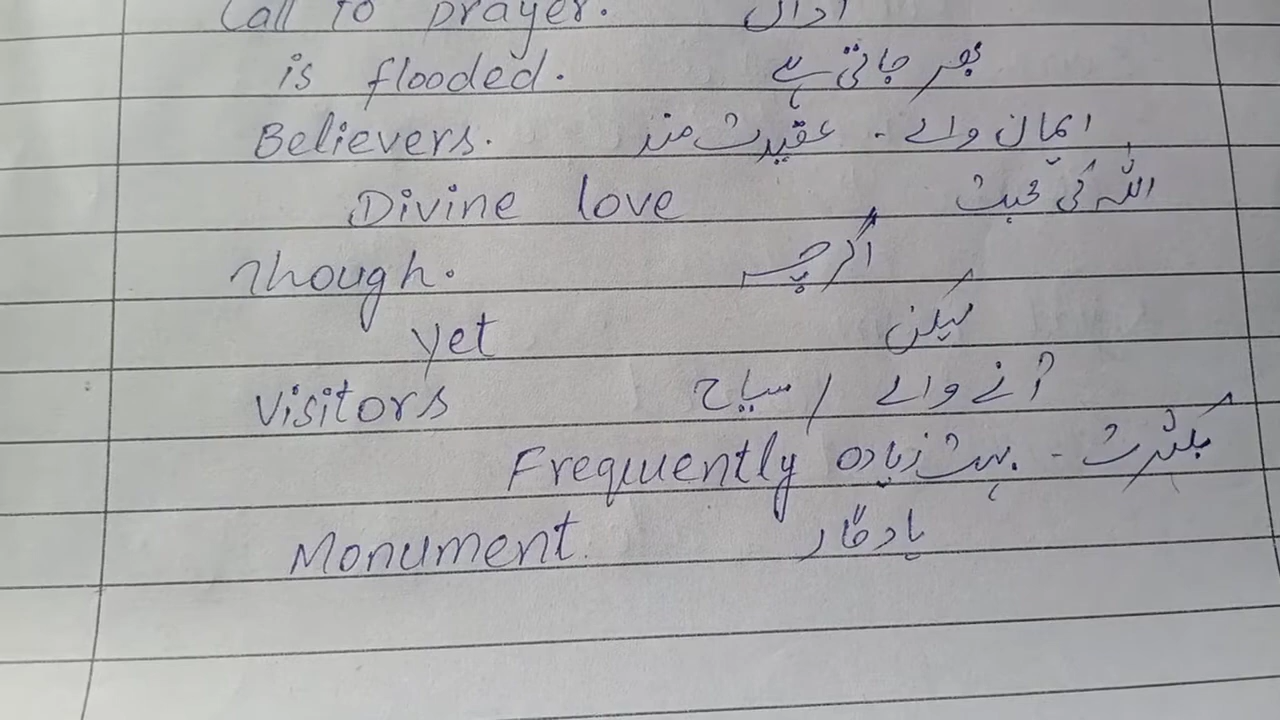 Call to prayer. اذان
is flooded. بھر جاتی ہے
Believers. ایمان والے - عقیدت مند
Divine love اللہ کی محبت
Though. اگرچہ
yet لیکن
Visitors آنے والے / سیاح
Frequently بکثرت - بہت زیادہ
Monument. یادگار